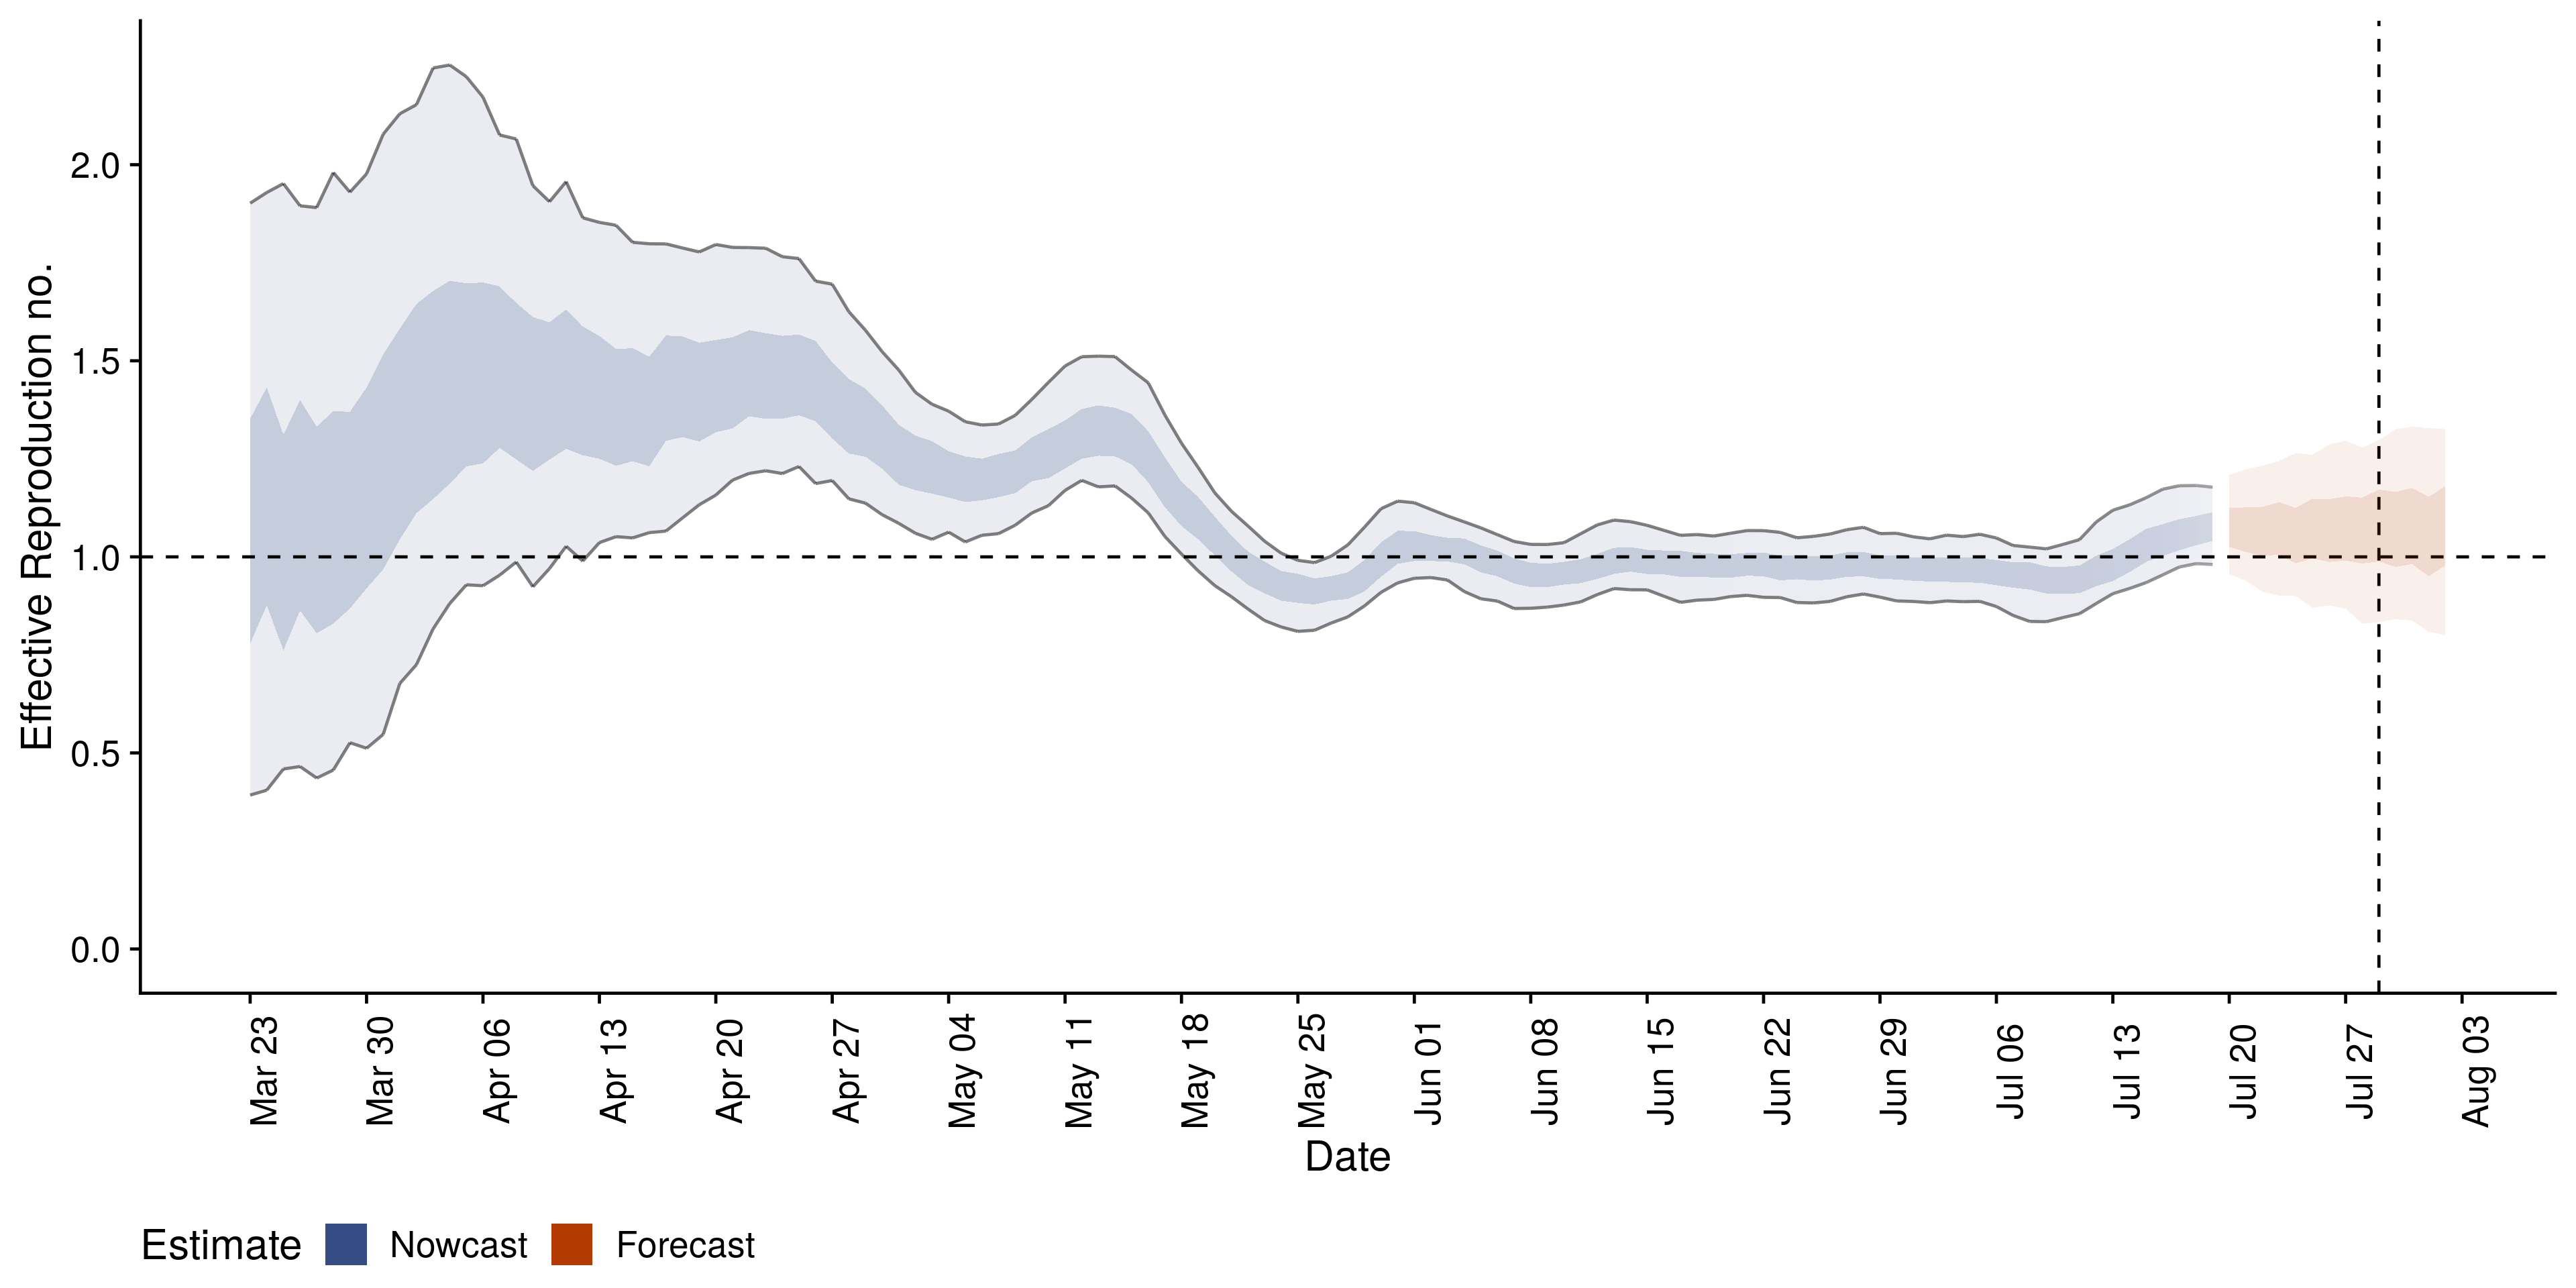 Effective Reproduction no.
2.0
1.5
1.0
0.5
0.0
Mar 23
Mar 30
Apr 06
Apr 13
Apr 20
Apr 27
May 04
May 11
May 18
May 25
Jun 01
Jun 08
Jun 15
Jun 22
Jun 29
Jul 06
Jul 13
Jul 20
Jul 27
Aug 03
Date
Estimate Nowcast Forecast